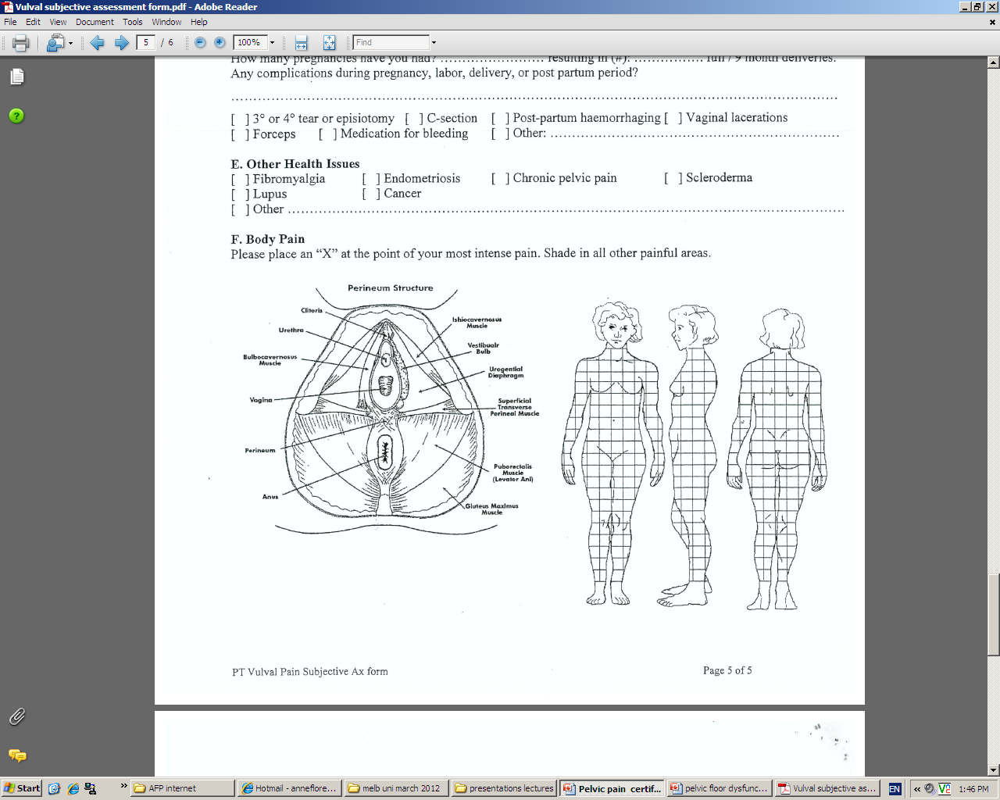 Vulval subjective assessment form.pdf - Adobe Reader
File Edit View Document Tools Window Help
5 / 6 100% Find
How many pregnancies have you had? ........................ resulting in (#): ................ full / 9 month deliveries.
Any complications during pregnancy, labor, delivery, or post partum period?
[ ] 3° or 4° tear or episiotomy [ ] C-section [ ] Post-partum haemorrhaging [ ] Vaginal lacerations
[ ] Forceps [ ] Medication for bleeding [ ] Other: ..................................................................
E. Other Health Issues
[ ] Fibromyalgia [ ] Endometriosis [ ] Chronic pelvic pain [ ] Scleroderma
[ ] Lupus [ ] Cancer
[ ] Other ..............................................................................................................................
F. Body Pain
Please place an “X” at the point of your most intense pain. Shade in all other painful areas.
Perineum Structure
Clitoris
Urethra
Bulbocavernosus
Muscle
Vagina
Perineum
Anus
Ishiocavernosus
Muscle
Vestibualr
Bulb
Urogential
Diaphragm
Superficial
Transverse
Perineal Muscle
Puborectalis
Muscle
(Levator Ani)
Gluteus Maximus
Muscle
PT Vulval Pain Subjective Ax form Page 5 of 5
Start » AFP internet Hotmail - anneflore... melb uni march 2012 presentations lectures Pelvic pain certif... pelvic floor dysfunc... Vulval subjective as... EN « 1:46 PM